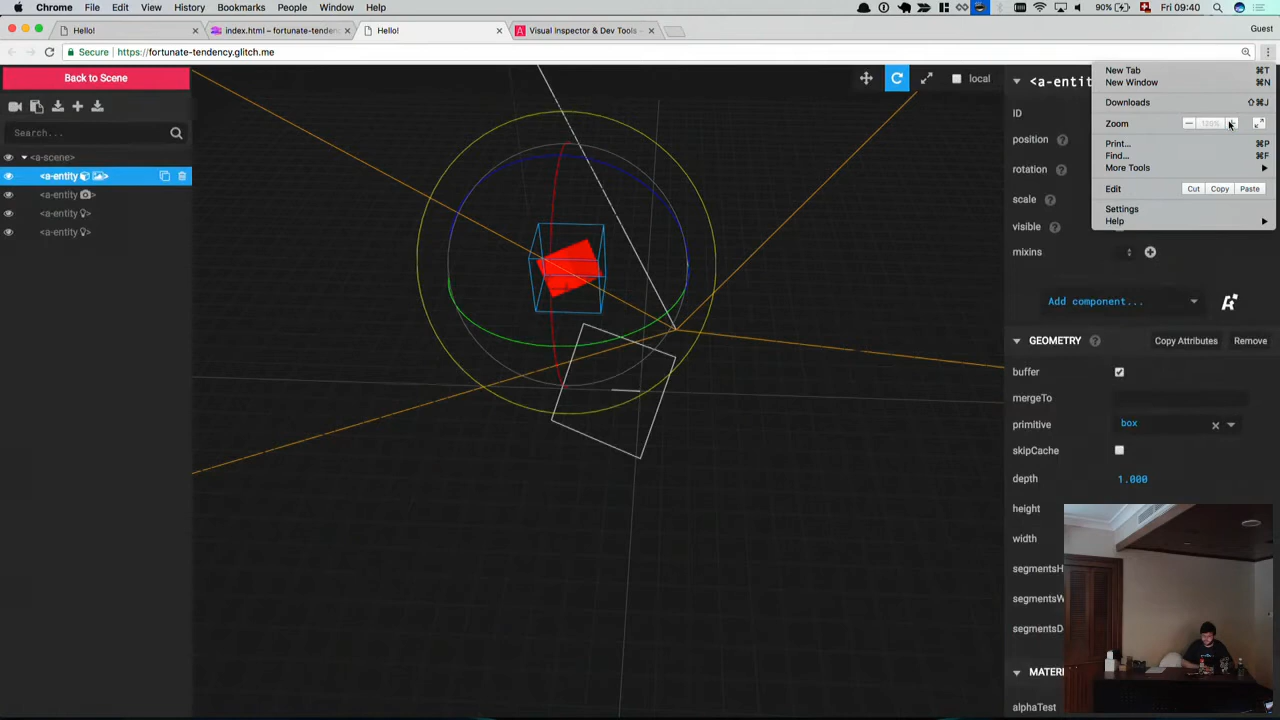 Chrome File Edit View History Bookmarks People Window Help 90% Fri 09:40
Hello! index.html – fortunate-tenden Hello! Visual Inspector & Dev Tools – Guest
Secure https://fortunate-tendency.glitch.me
Back to Scene
Search...
<a-scene>
<a-entity >
<a-entity >
<a-entity >
<a-entity >
local
<a-entity
ID
position
rotation
scale
visible
mixins
New Tab ⌘T
New Window ⌘N
Downloads ⇧⌘J
Zoom
Print... ⌘P
Find... ⌘F
More Tools
Edit Cut Copy Paste
Settings
Help
Add component...
GEOMETRY Copy Attributes Remove
buffer
mergeTo
primitive box
skipCache
depth 1.000
height
width
segmentsH
segmentsW
segmentsD
MATER
alphaTest